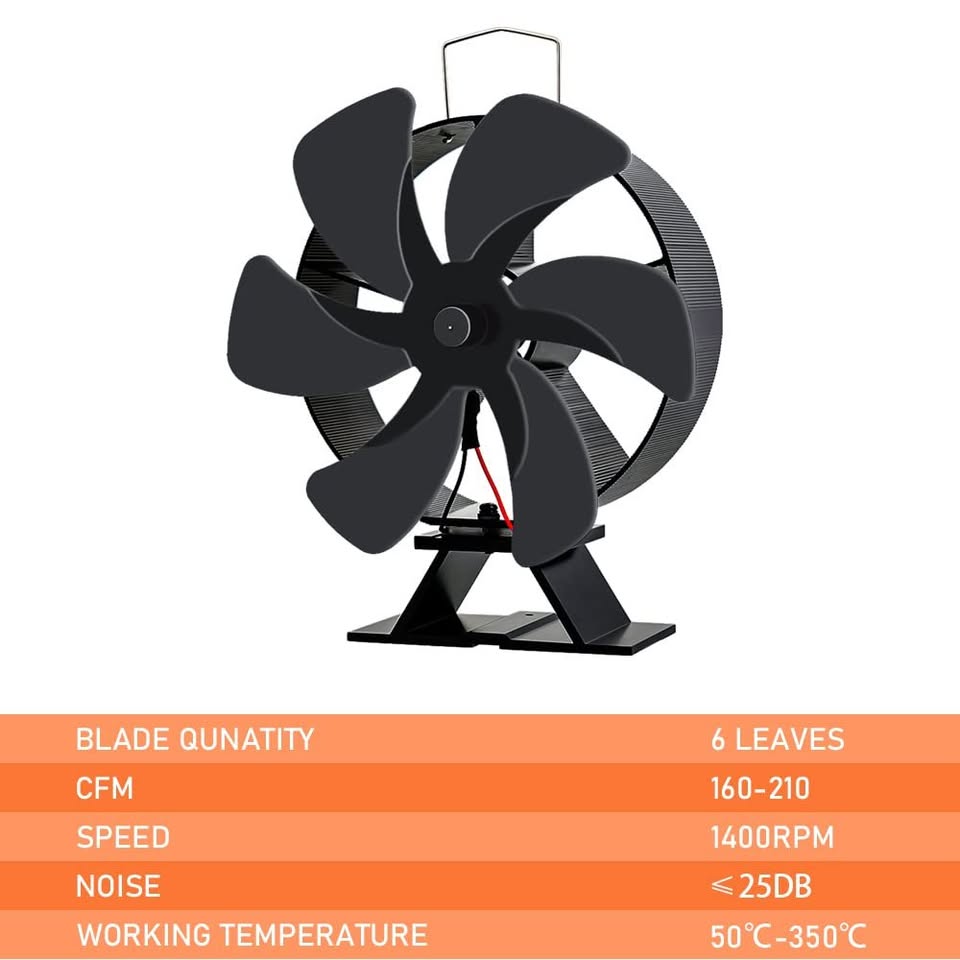 BLADE QUNATITY 6 LEAVES
CFM 160-210
SPEED 1400RPM
NOISE ⩽25DB
WORKING TEMPERATURE 50℃-350℃